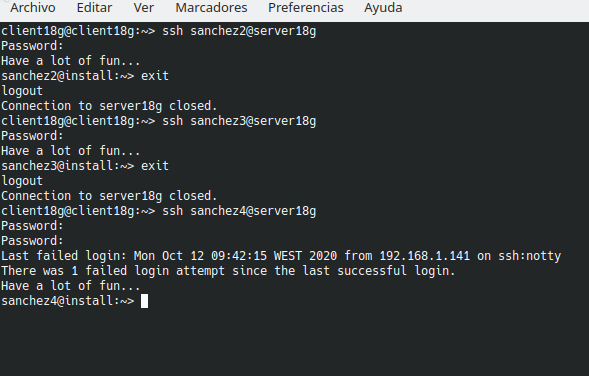 Archivo Editar Ver Marcadores Preferencias Ayuda
client18g@client18g:~> ssh sanchez2@server18g
Password:
Have a lot of fun...
sanchez2@install:~> exit
logout
Connection to server18g closed.
client18g@client18g:~> ssh sanchez3@server18g
Password:
Have a lot of fun...
sanchez3@install:~> exit
logout
Connection to server18g closed.
client18g@client18g:~> ssh sanchez4@server18g
Password:
Password:
Last failed login: Mon Oct 12 09:42:15 WEST 2020 from 192.168.1.141 on ssh:notty
There was 1 failed login attempt since the last successful login.
Have a lot of fun...
sanchez4@install:~>